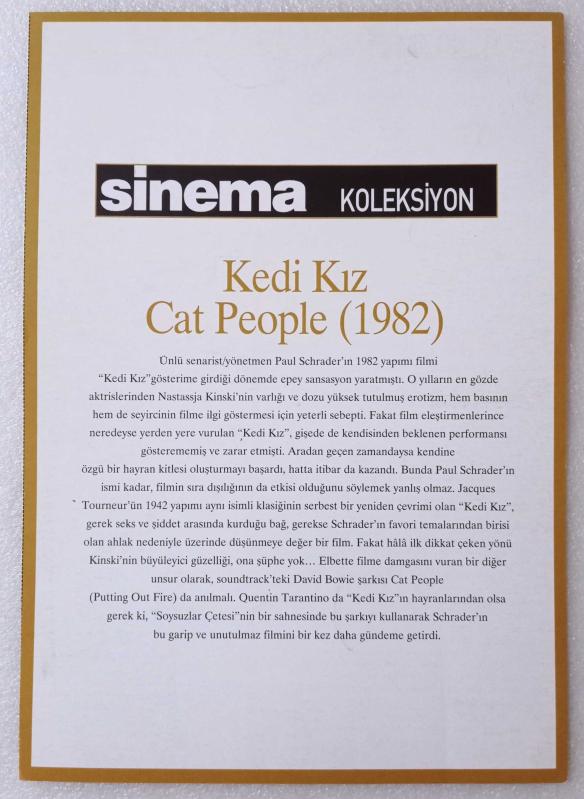 sinema KOLEKSİYON
Kedi Kız
Cat People (1982)
Ünlü senarist/yönetmen Paul Schrader'ın 1982 yapımı filmi
“Kedi Kız”gösterime girdiği dönemde epey sansasyon yaratmıştı. O yılların en gözde
aktrislerinden Nastassja Kinski'nin varlığı ve dozu yüksek tutulmuş erotizm, hem basının
hem de seyircinin filme ilgi göstermesi için yeterli sebepti. Fakat film eleştirmenlerince
neredeyse yerden yere vurulan “Kedi Kız”, gişede de kendisinden beklenen performansı
gösterememiş ve zarar etmişti. Aradan geçen zamandaysa kendine
özgü bir hayran kitlesi oluşturmayı başardı, hatta itibar da kazandı. Bunda Paul Schrader'ın
ismi kadar, filmin sıra dışılığının da etkisi olduğunu söylemek yanlış olmaz. Jacques
Tourneur'ün 1942 yapımı aynı isimli klasiğinin serbest bir yeniden çevrimi olan “Kedi Kız”,
gerek seks ve şiddet arasında kurduğu bağ, gerekse Schrader'ın favori temalarından birisi
olan ahlak nedeniyle üzerinde düşünmeye değer bir film. Fakat hâlâ ilk dikkat çeken yönü
Kinski'nin büyüleyici güzelliği, ona şüphe yok… Elbette filme damgasını vuran bir diğer
unsur olarak, soundtrack'teki David Bowie şarkısı Cat People
(Putting Out Fire) da anılmalı. Quentin Tarantino da “Kedi Kız”ın hayranlarından olsa
gerek ki, “Soysuzlar Çetesi”nin bir sahnesinde bu şarkıyı kullanarak Schrader'ın
bu garip ve unutulmaz filmini bir kez daha gündeme getirdi.